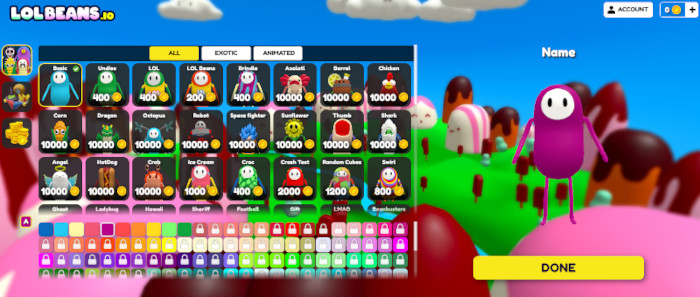 LOLBEANS.IO
ACCOUNT
0 +
ALL EXOTIC ANIMATED
Basic Undies LOL LOL Beans Brindle Axolotl Barrel Chicken
400 400 200 400 10000 10000 10000
Corn Dragon Octopus Robot Space fighter Sunflower Thumb Shark
10000 10000 10000 10000 10000 10000 10000 10000
Angel HotDog Crab Ice Cream Croc Crash Test Random Cubes Swirl
10000 10000 10000 1000 400 2000 1200 800
Ghost Ladybug Hawaii Sheriff Football Gift LMAO Beanbusters
A
Name
DONE